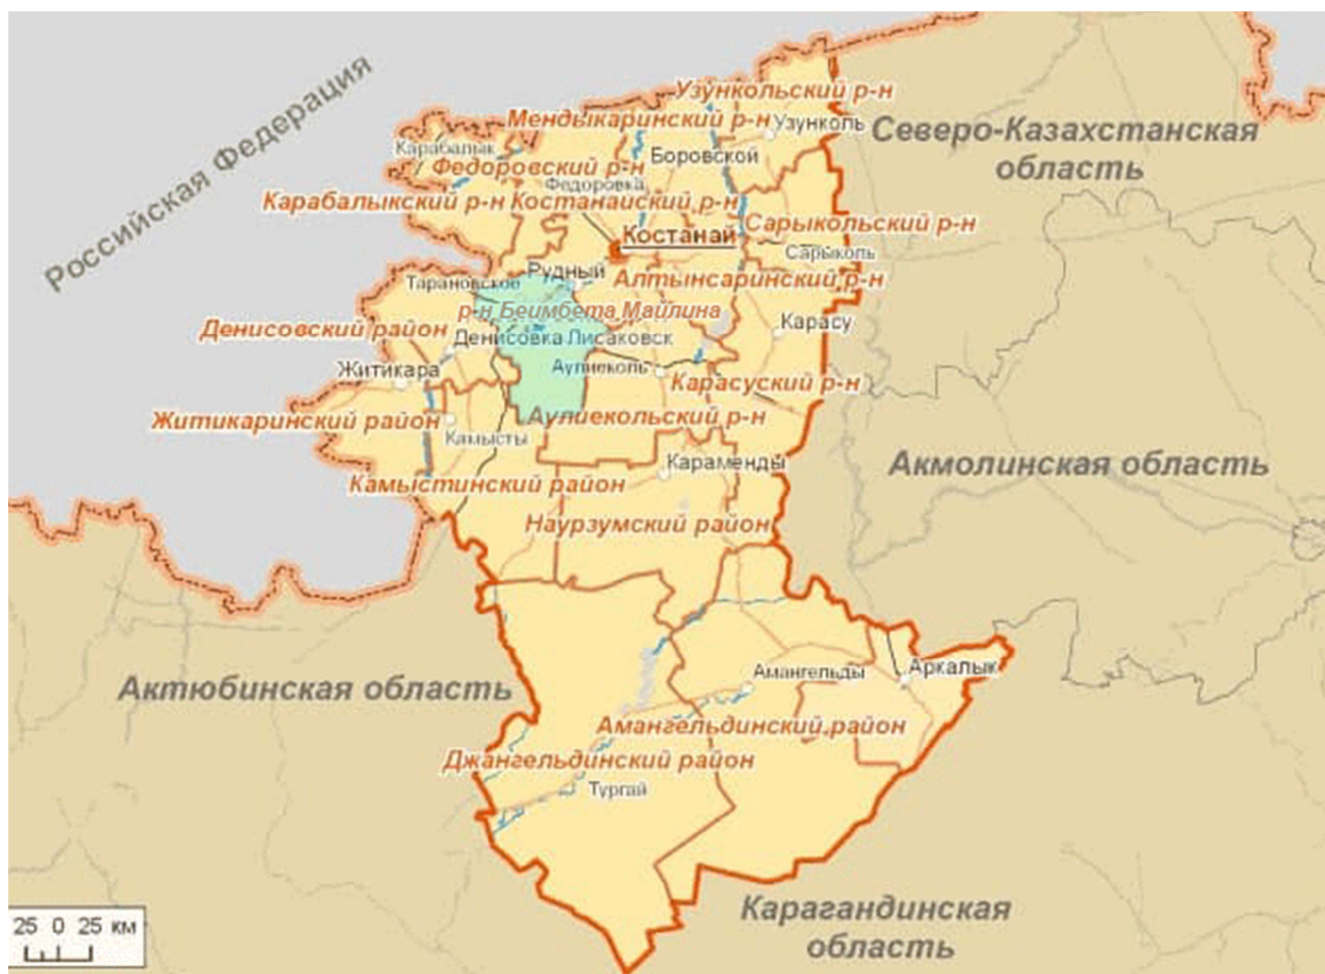 Российская Федерация
Узункольский р-н
Мендыкаринский р-н
Узунколь
Северо-Казахстанская
область
Карабалык
Боровской
Федоровский р-н
Федоровка
Карабалыкский р-н
Костанайский р-н
Сарыкольский р-н
Костанай
Сарыколь
Рудный
Тарановское
Алтынсаринский р-н
р-н Беимбета Майлина
Денисовский район
Карасу
Денисовка
Лисаковск
Житикара
Аулиеколь
Карасуский р-н
Житикаринский район
Аулиекольский р-н
Камысты
Караменды
Акмолинская область
Камыстинский район
Наурзумский район
Амангельды
Аркалык
Актюбинская область
Амангельдинский район
Джангельдинский район
Тургай
Карагандинская
область
25 0 25 км